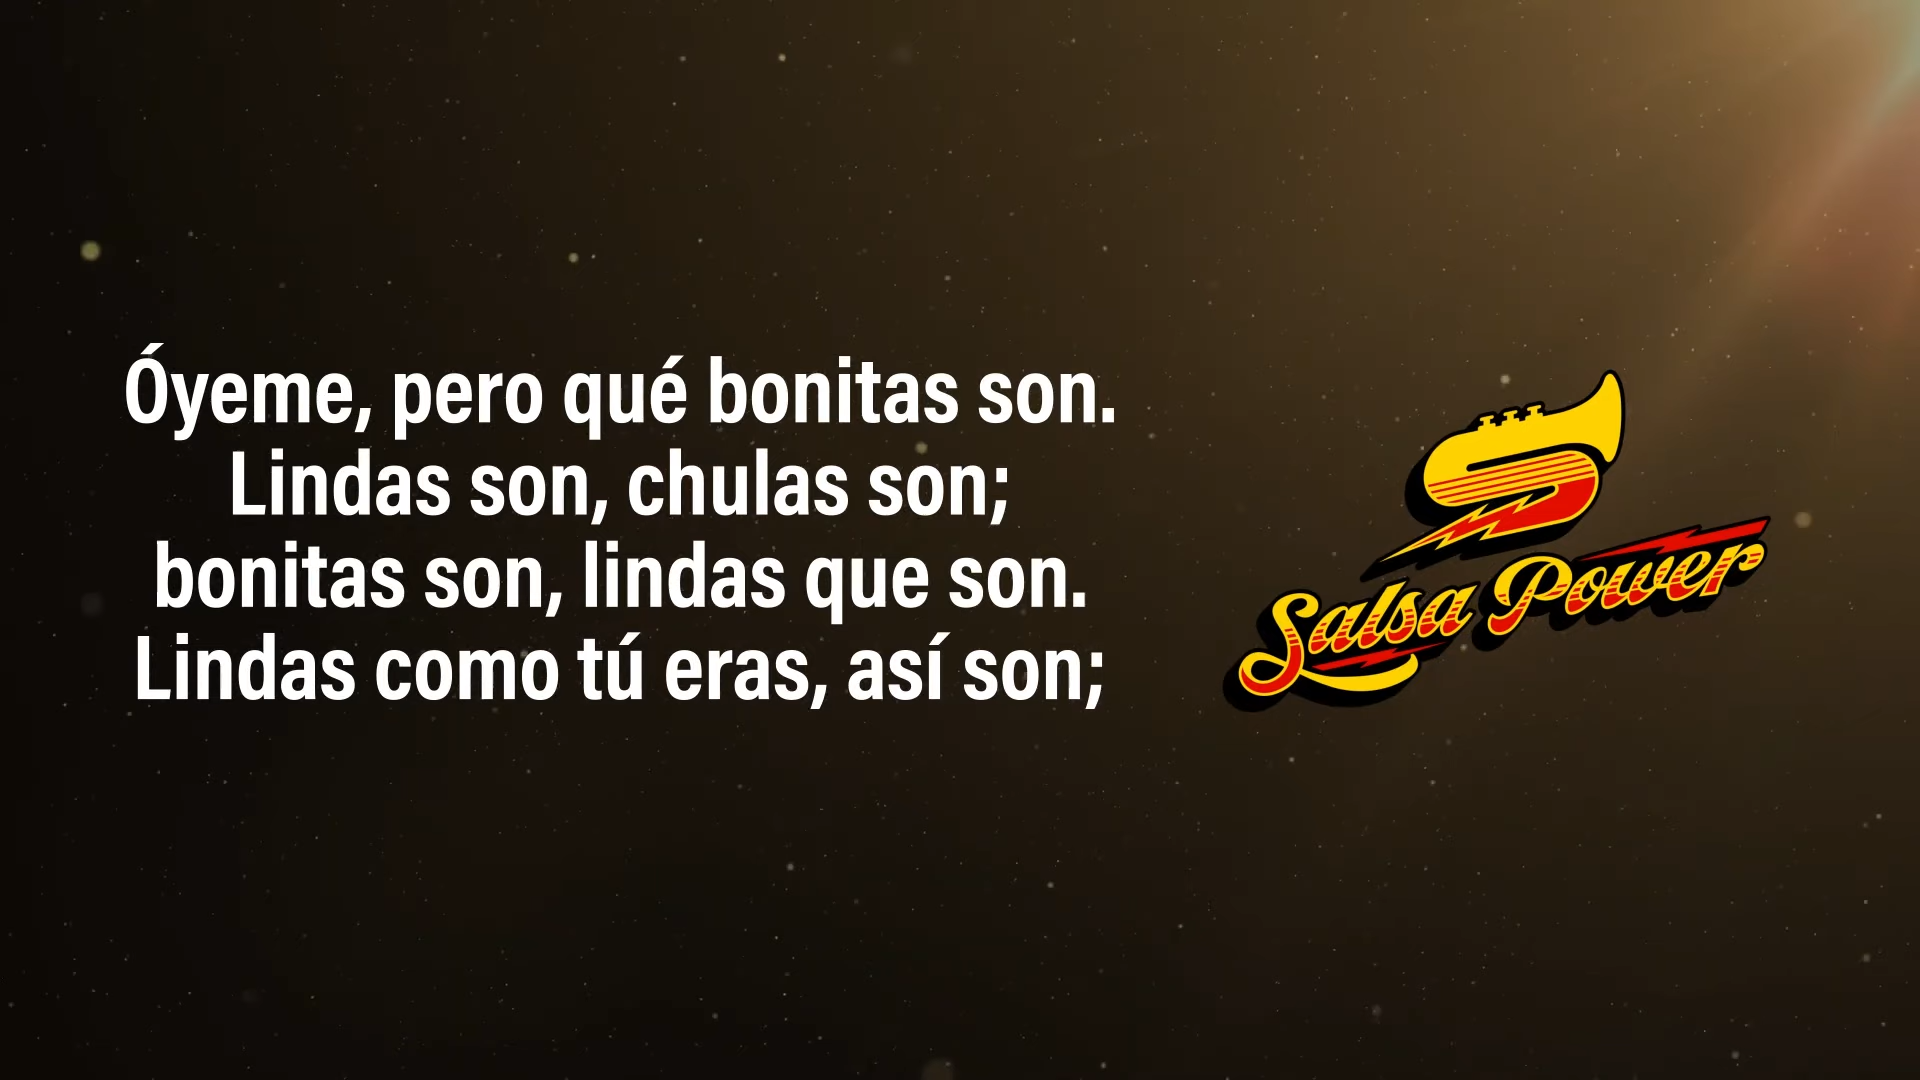 Óyeme, pero qué bonitas son.
Lindas son, chulas son;
bonitas son, lindas que son.
Lindas como tú eras, así son;
Salsa Power